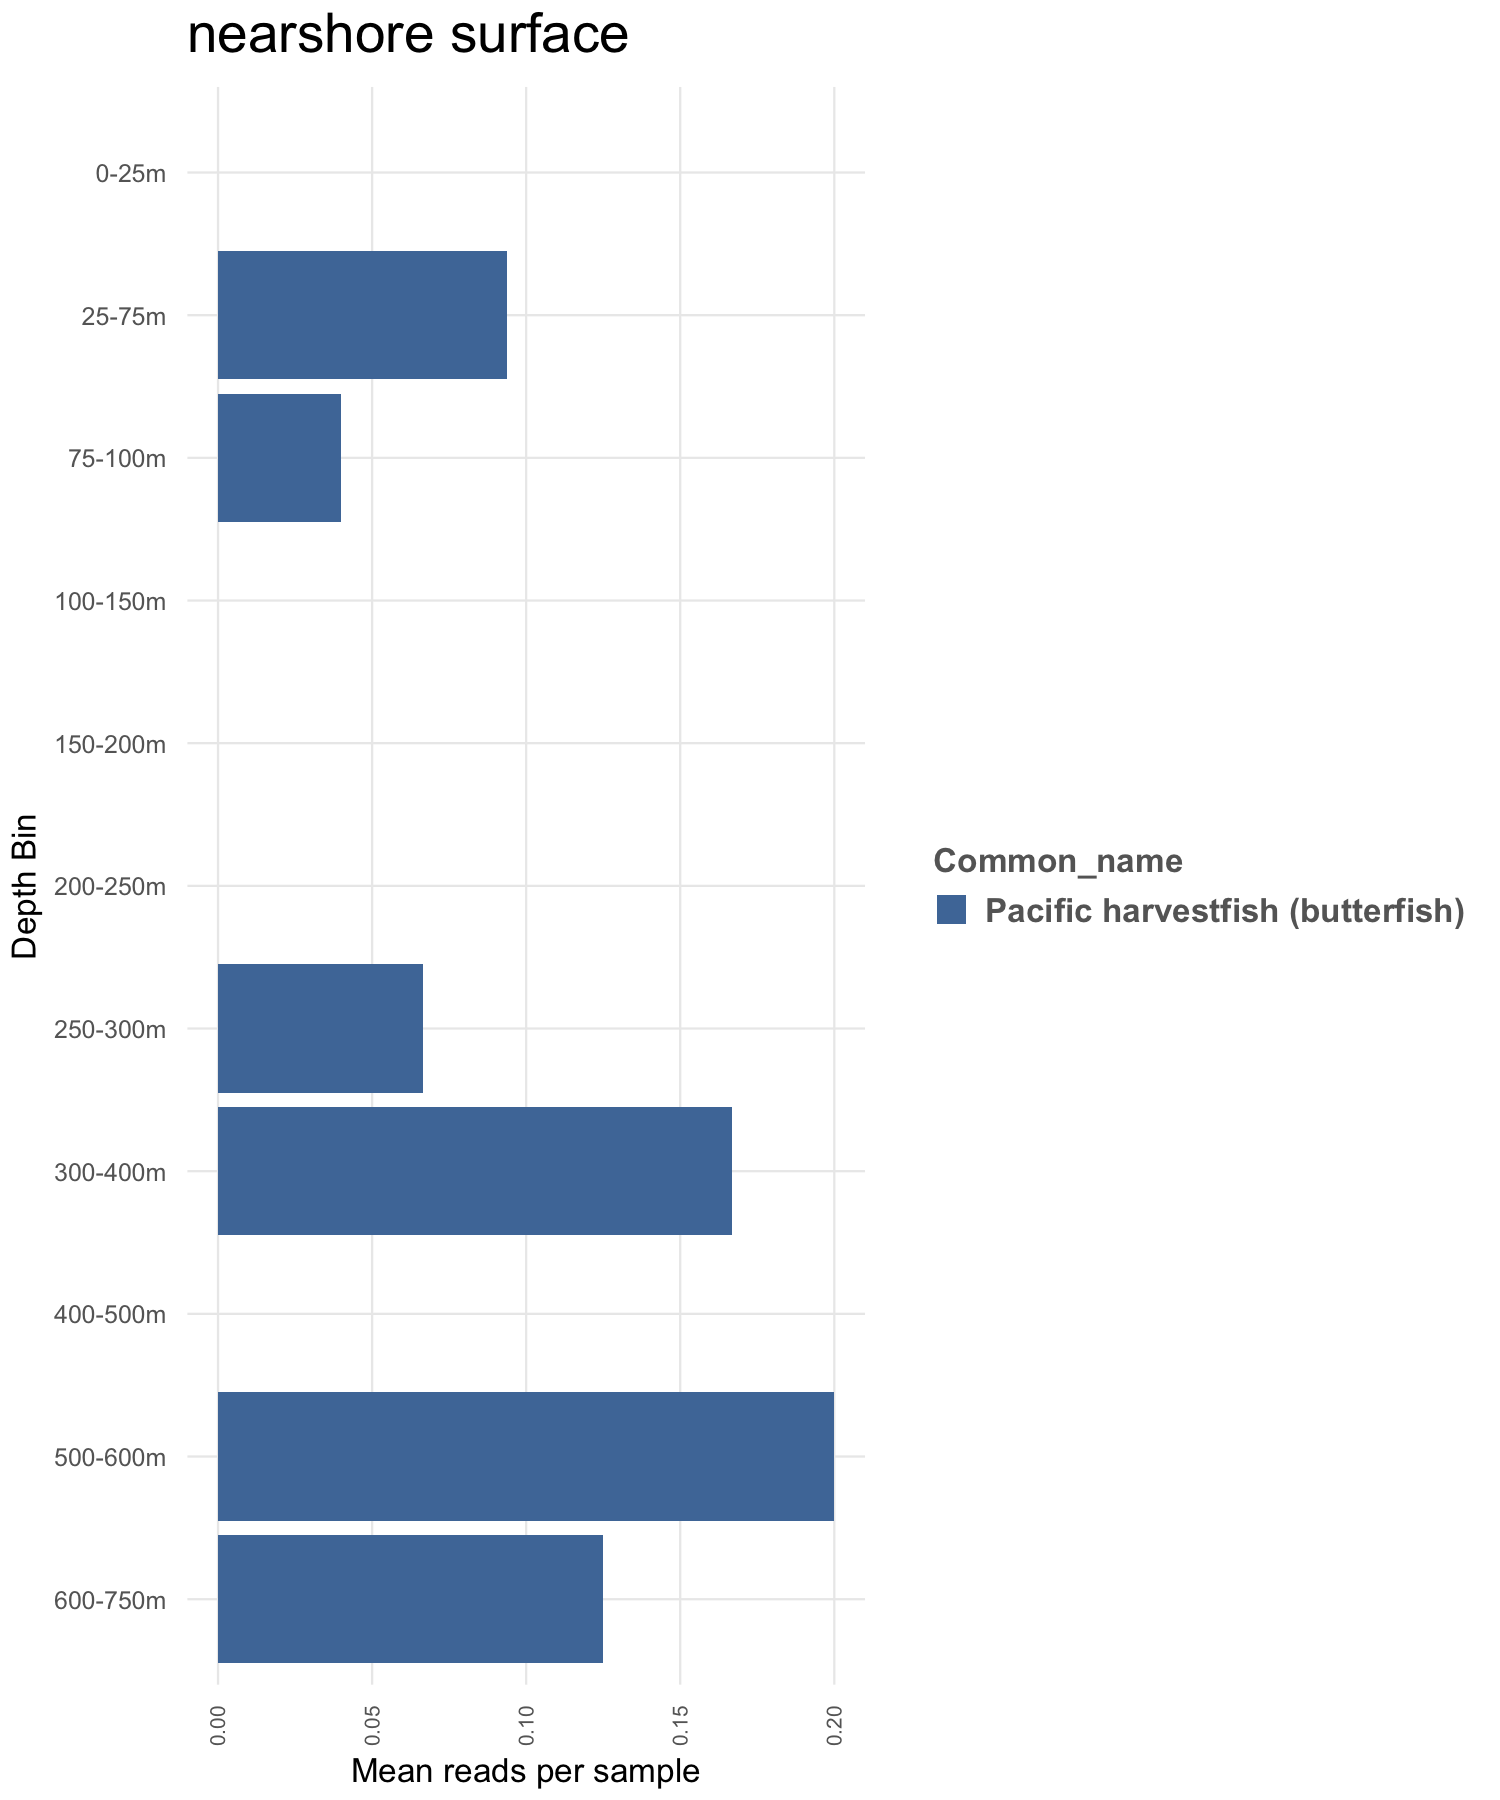 nearshore surface
0-25m
25-75m
75-100m
100-150m
150-200m
200-250m
250-300m
300-400m
400-500m
500-600m
600-750m
Depth Bin
0.00
0.05
0.10
0.15
0.20
Mean reads per sample
Common_name
Pacific harvestfish (butterfish)